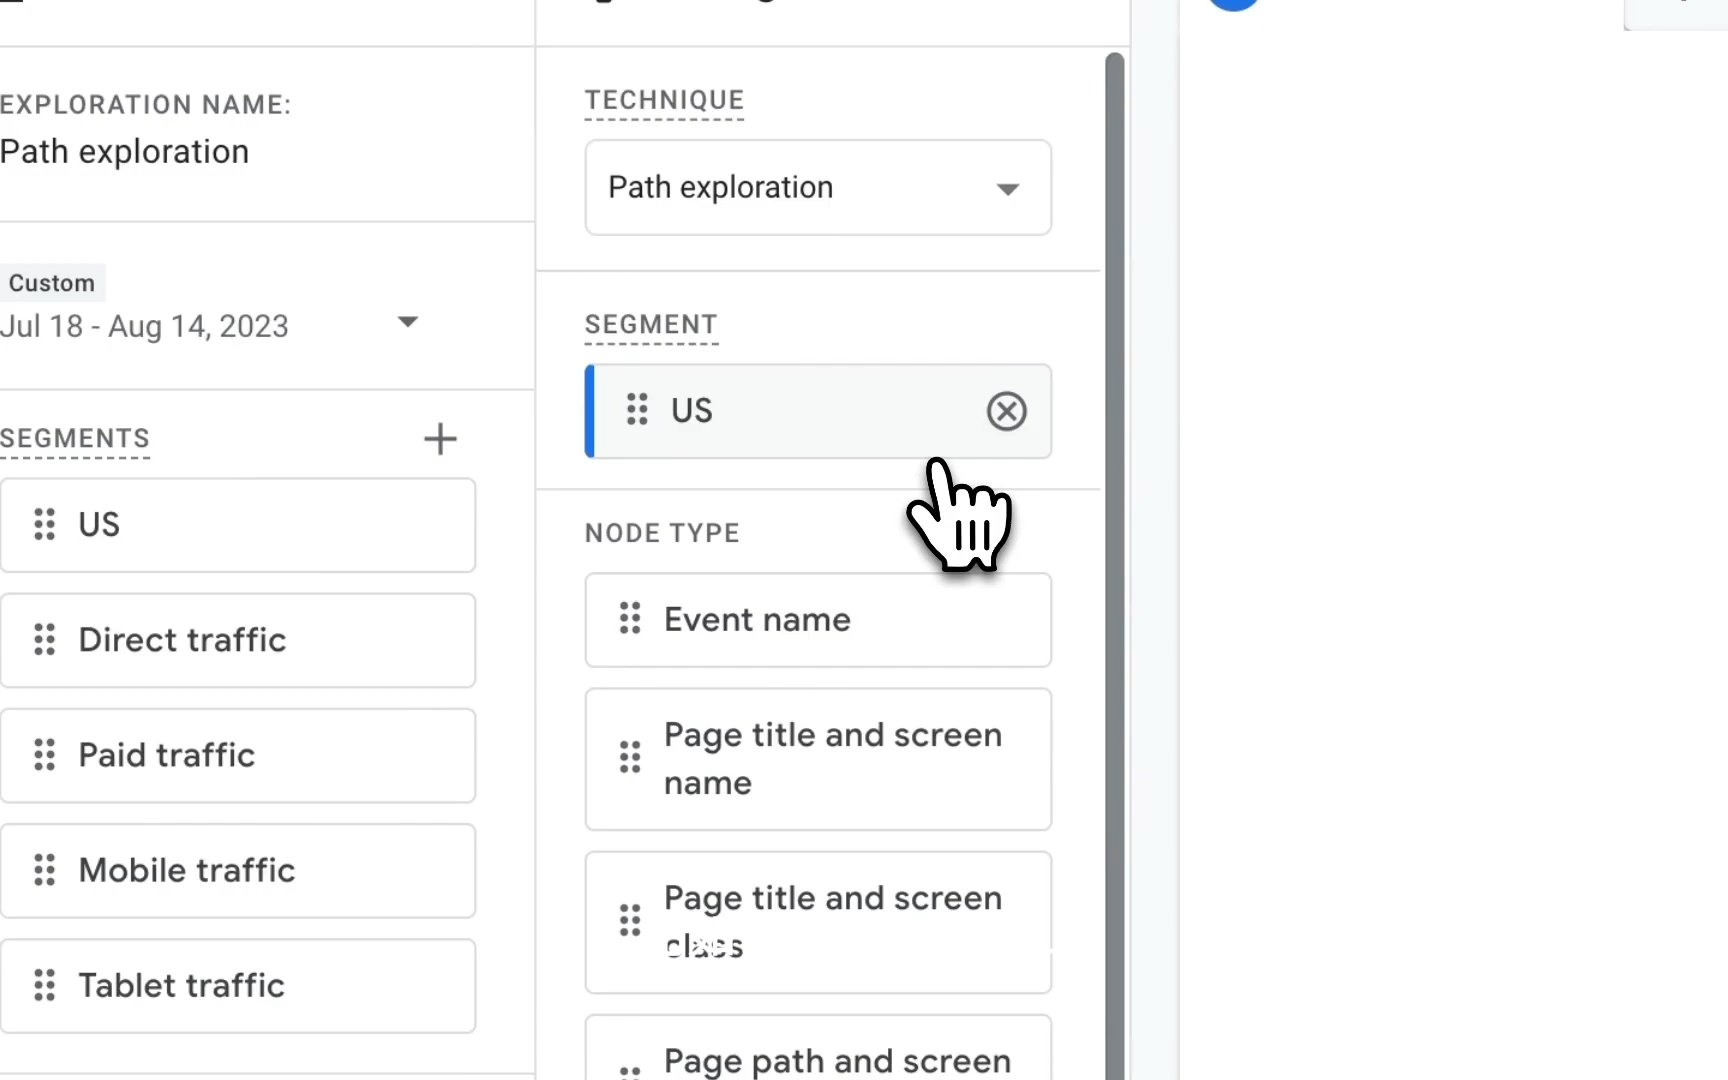 EXPLORATION NAME:
Path exploration
Custom
Jul 18 - Aug 14, 2023
SEGMENTS
US
Direct traffic
Paid traffic
Mobile traffic
Tablet traffic
TECHNIQUE
Path exploration
SEGMENT
US
NODE TYPE
Event name
Page title and screen
name
Page title and screen
class
Page path and screen